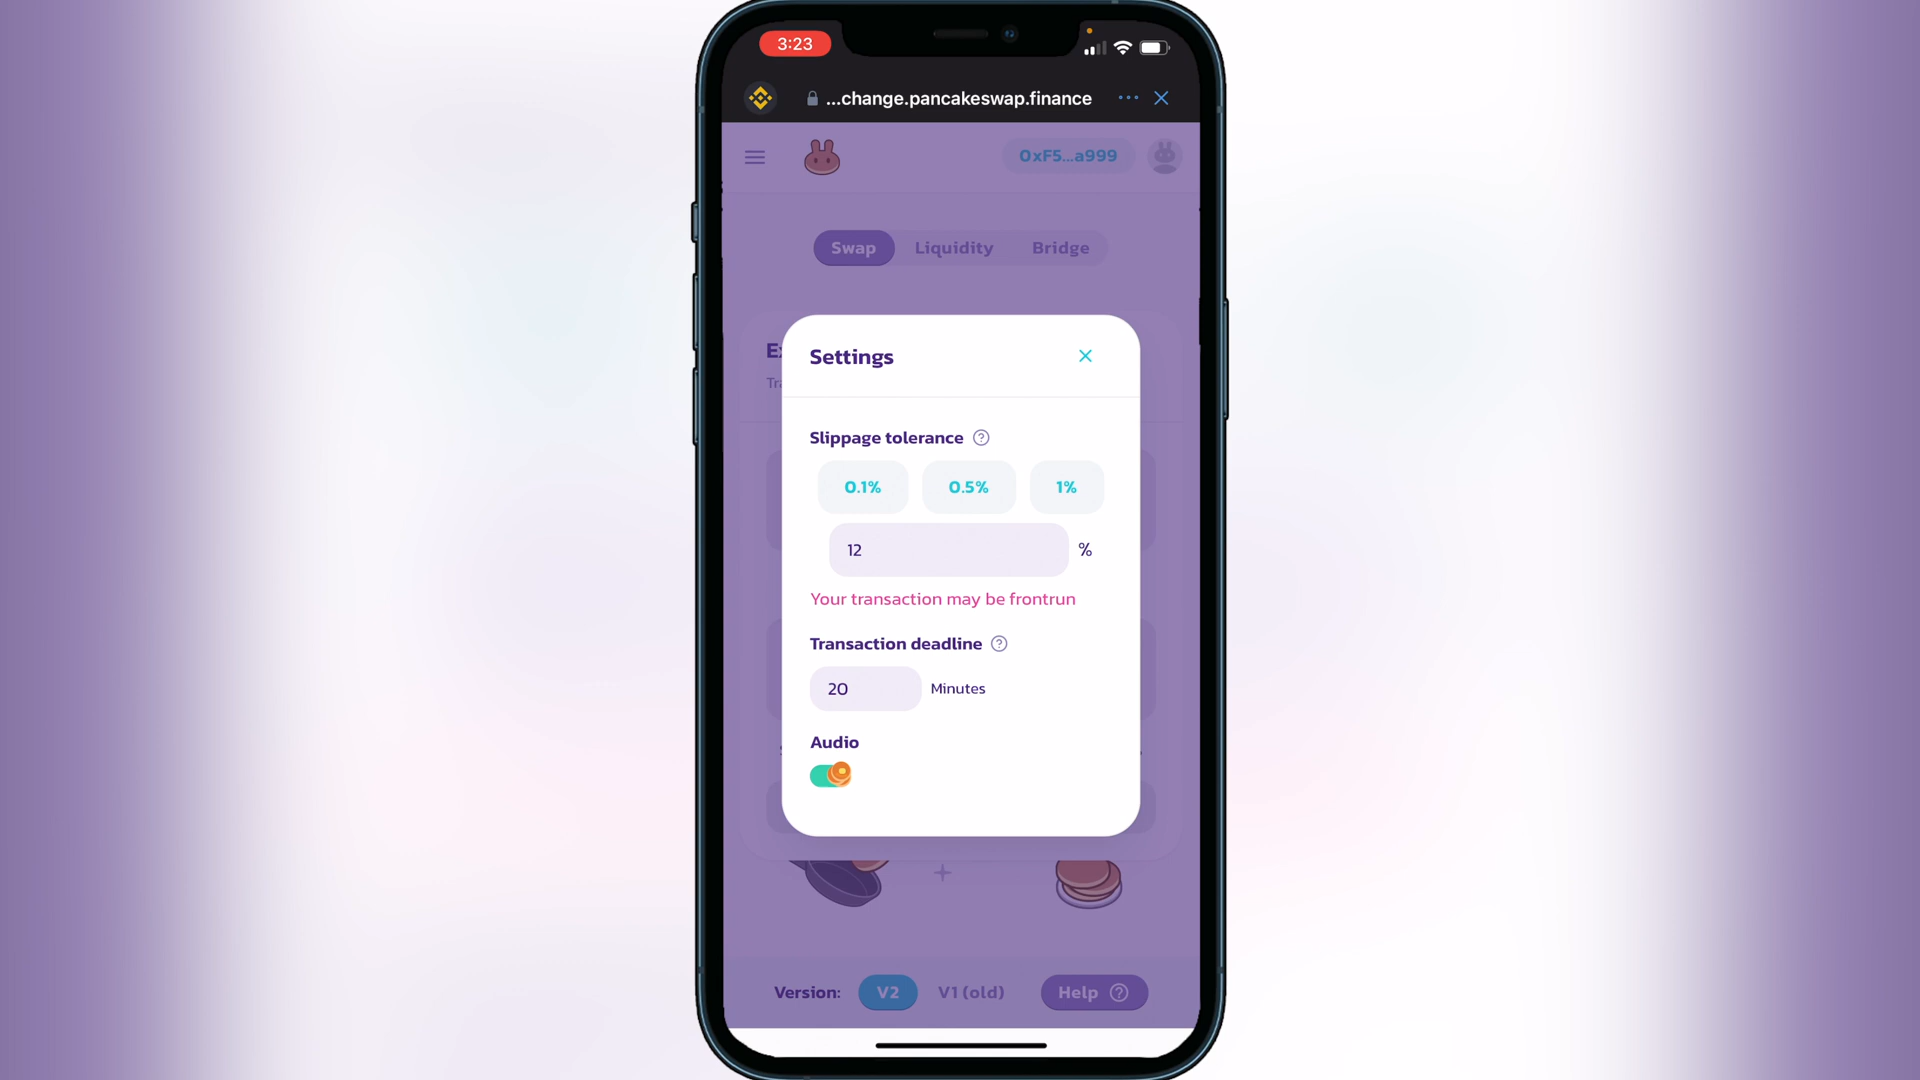 3:23
...change.pancakeswap.finance
0xF5...a999
Swap Liquidity Bridge
Settings
Slippage tolerance ?
0.1% 0.5% 1%
12 %
Your transaction may be frontrun
Transaction deadline ?
20 Minutes
Audio
Version: V2 V1 (old) Help ?